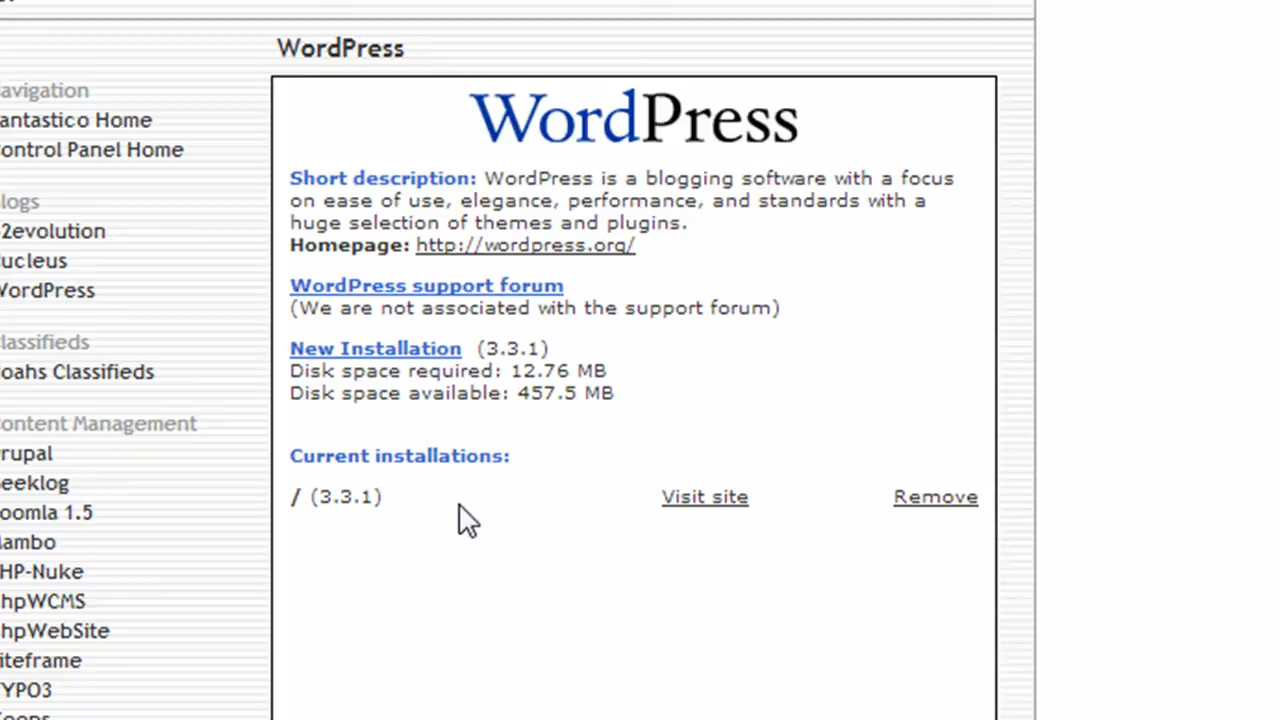 WordPress
avigation
antastico Home
ontrol Panel Home
logs
2evolution
ucleus
WordPress
lassifieds
oahs Classifieds
ontent Management
rupal
eeklog
oomla 1.5
ambo
HP-Nuke
hpWCMS
hpWebSite
iteframe
YPO3
WordPress
Short description: WordPress is a blogging software with a focus
on ease of use, elegance, performance, and standards with a
huge selection of themes and plugins.
Homepage: http://wordpress.org/
WordPress support forum
(We are not associated with the support forum)
New Installation (3.3.1)
Disk space required: 12.76 MB
Disk space available: 457.5 MB
Current installations:
/ (3.3.1) Visit site Remove